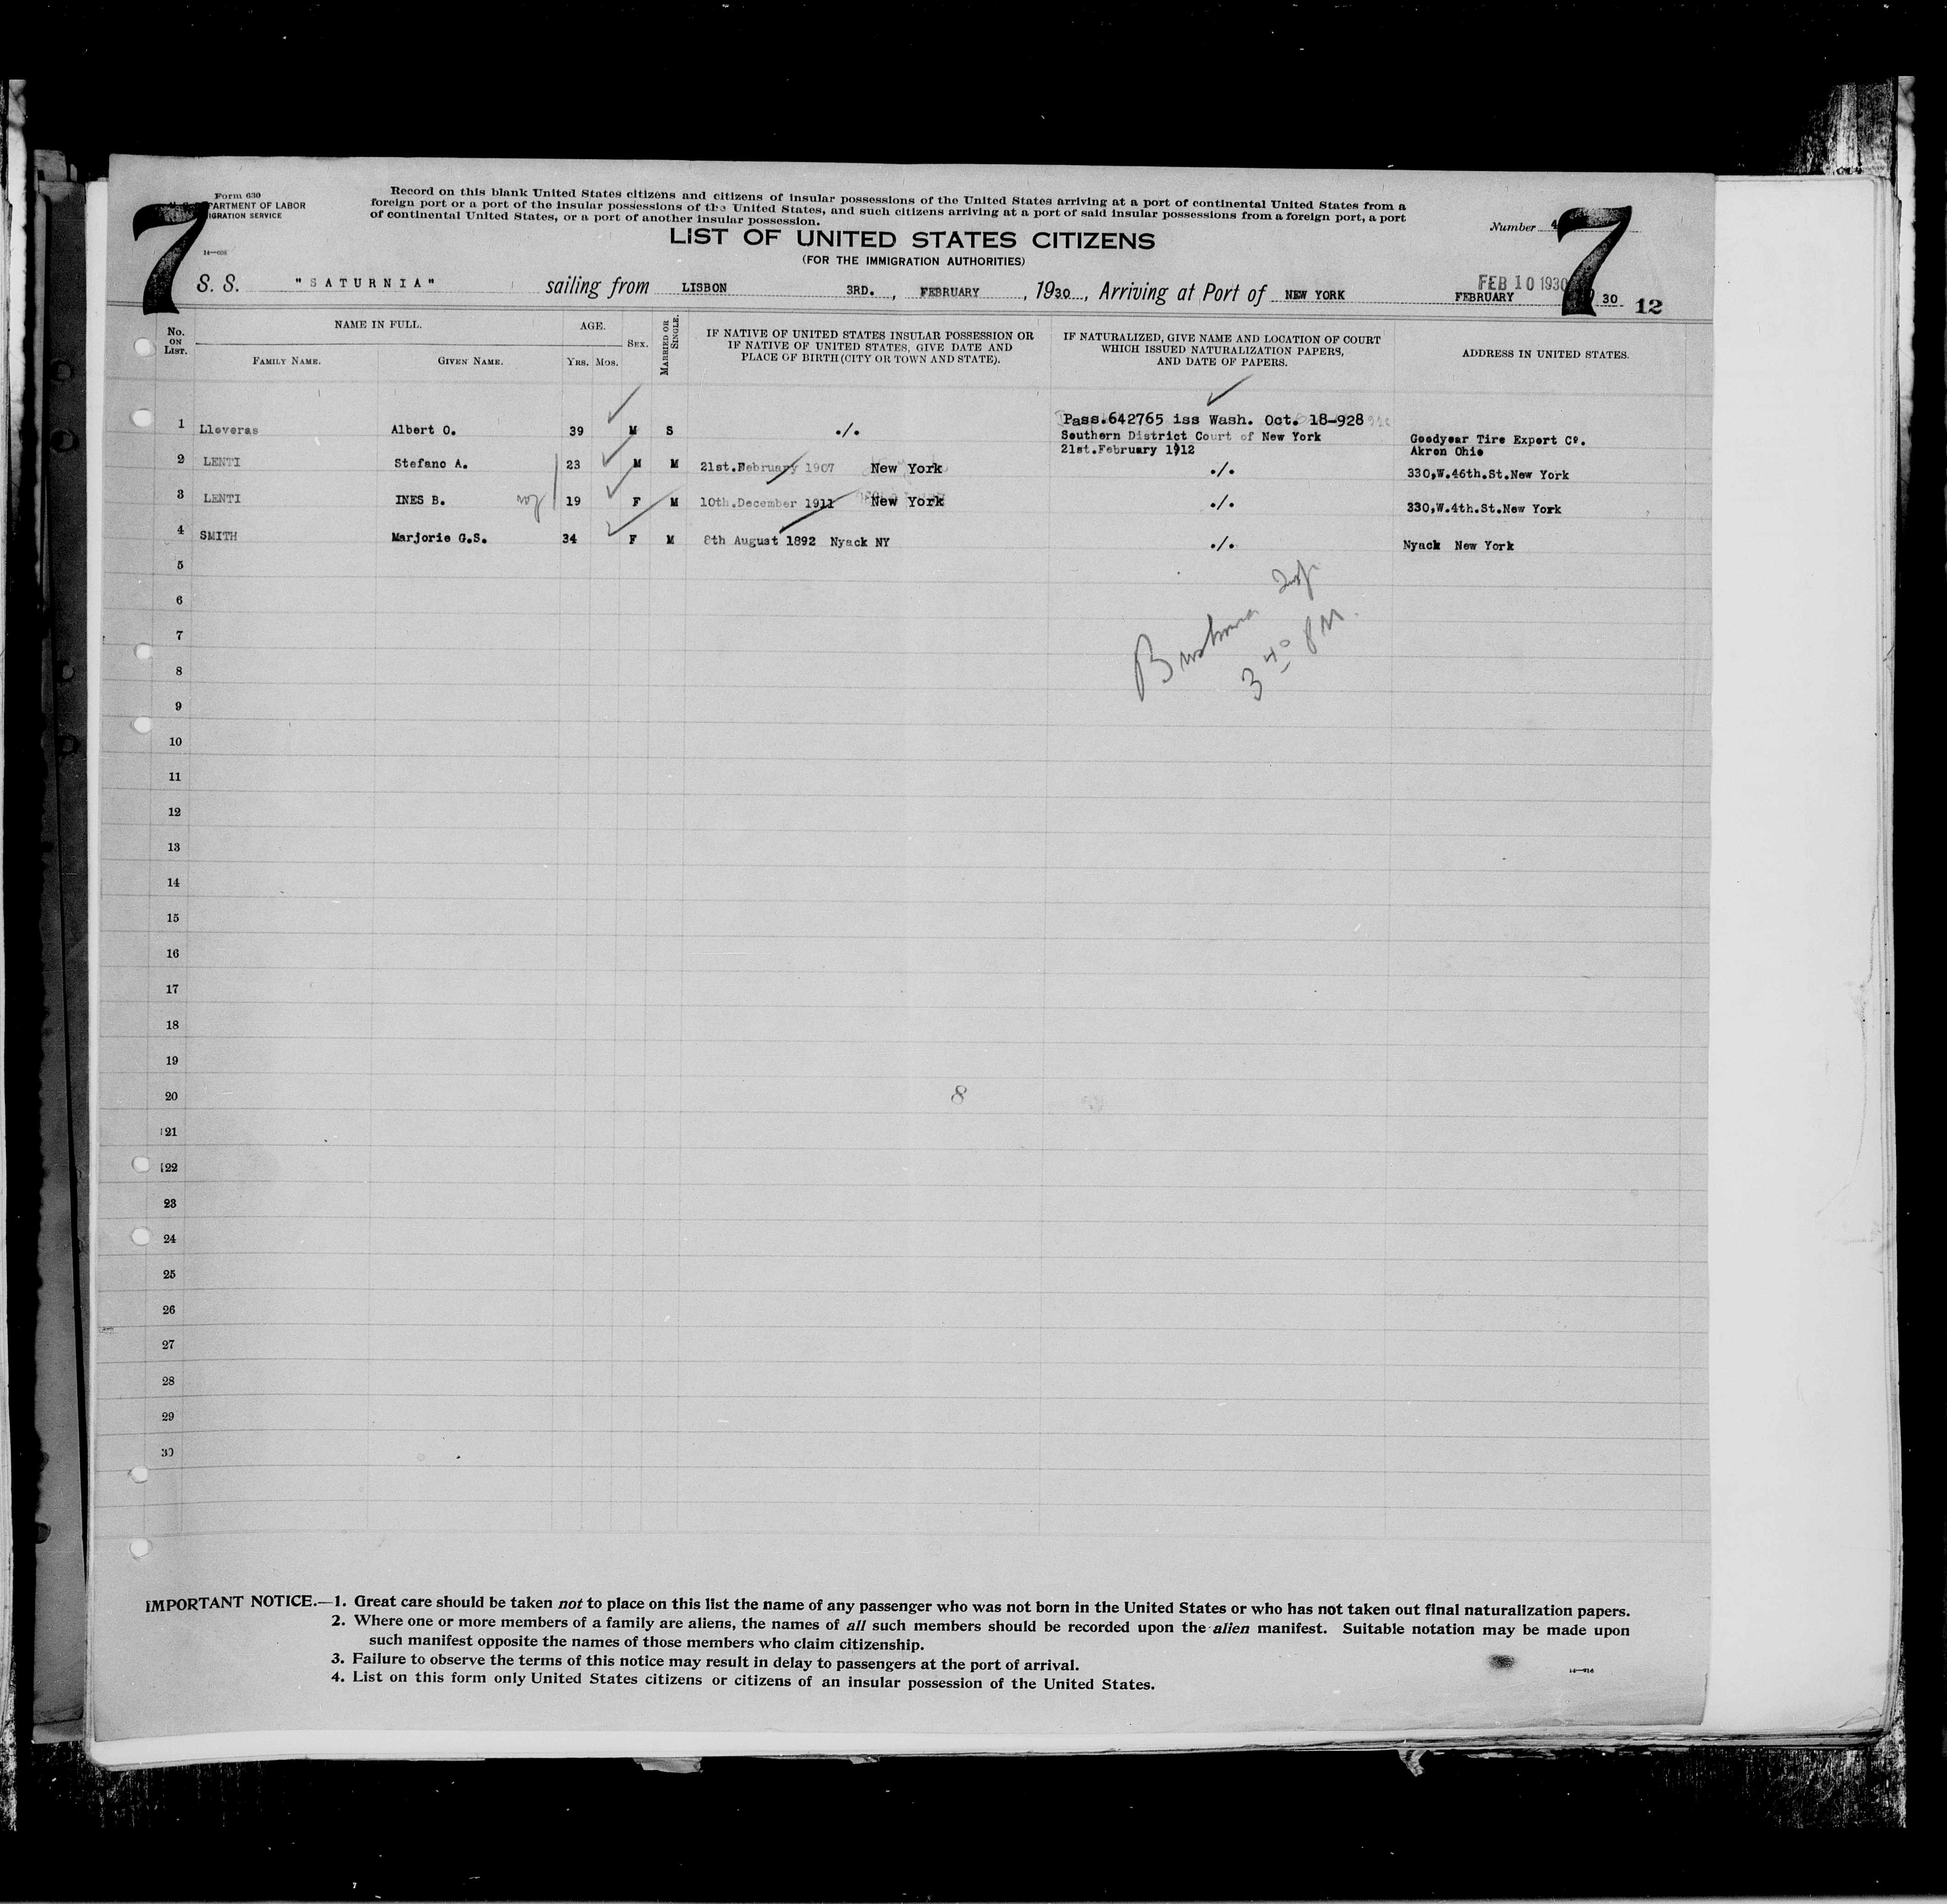 Form 630
DEPARTMENT OF LABOR
IMMIGRATION SERVICE
14—608
7
Record on this blank United States citizens and citizens of insular possessions of the United States arriving at a port of continental United States from a
foreign port or a port of the insular possessions of the United States, and such citizens arriving at a port of said insular possessions from a foreign port, a port
of continental United States, or a port of another insular possession.
Number 4
7
LIST OF UNITED STATES CITIZENS
(FOR THE IMMIGRATION AUTHORITIES)
FEB 10 1930
S. S. "SATURNIA" sailing from LISBON 3RD., FEBRUARY, 1930, Arriving at Port of NEW YORK FEBRUARY 30 12
No. ON LIST. NAME IN FULL. FAMILY NAME. GIVEN NAME. AGE. YRS. MOS. SEX. MARRIED OR SINGLE. IF NATIVE OF UNITED STATES INSULAR POSSESSION OR IF NATIVE OF UNITED STATES, GIVE DATE AND PLACE OF BIRTH (CITY OR TOWN AND STATE). IF NATURALIZED, GIVE NAME AND LOCATION OF COURT WHICH ISSUED NATURALIZATION PAPERS, AND DATE OF PAPERS. ADDRESS IN UNITED STATES.
Pass.642765 iss Wash. Oct. 18-928
1 Lloveras Albert O. 39 M S ./. Southern District Court of New York Goodyear Tire Export Co.
21st.February 1912 Akron Ohio
2 LENTI Stefano A. 23 M M 21st.February 1907 New York ./. 330,W.46th.St.New York
3 LENTI INES B. 19 F M 10th.December 1911 New York ./. 330,W.4th.St.New York
4 SMITH Marjorie G.S. 34 F M 8th August 1892 Nyack NY ./. Nyack New York
5
6
7
3 40 PM.
8
9
10
11
12
13
14
15
16
17
18
19
20 8
21
22
23
24
25
26
27
28
29
30
IMPORTANT NOTICE.—1. Great care should be taken not to place on this list the name of any passenger who was not born in the United States or who has not taken out final naturalization papers.
2. Where one or more members of a family are aliens, the names of all such members should be recorded upon the alien manifest. Suitable notation may be made upon
such manifest opposite the names of those members who claim citizenship.
3. Failure to observe the terms of this notice may result in delay to passengers at the port of arrival.
4. List on this form only United States citizens or citizens of an insular possession of the United States.